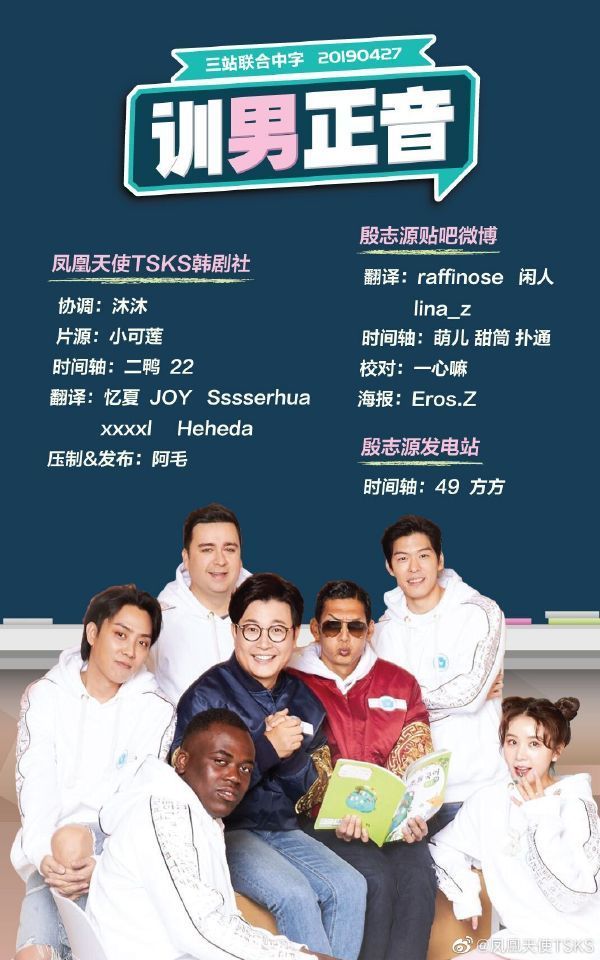 三站联合中字 20190427
训男正音
凤凰天使TSKS韩剧社
协调：沐沐
片源：小可莲
时间轴：二鸭 22
翻译：忆夏 JOY Sssserhua
xxxxl Heheda
压制&发布：阿毛
殷志源贴吧微博
翻译：raffinose 闲人
lina_z
时间轴：萌儿 甜筒 扑通
校对：一心嘛
海报：Eros.Z
殷志源发电站
时间轴：49 方方
초등국어
@凤凰天使TSKS